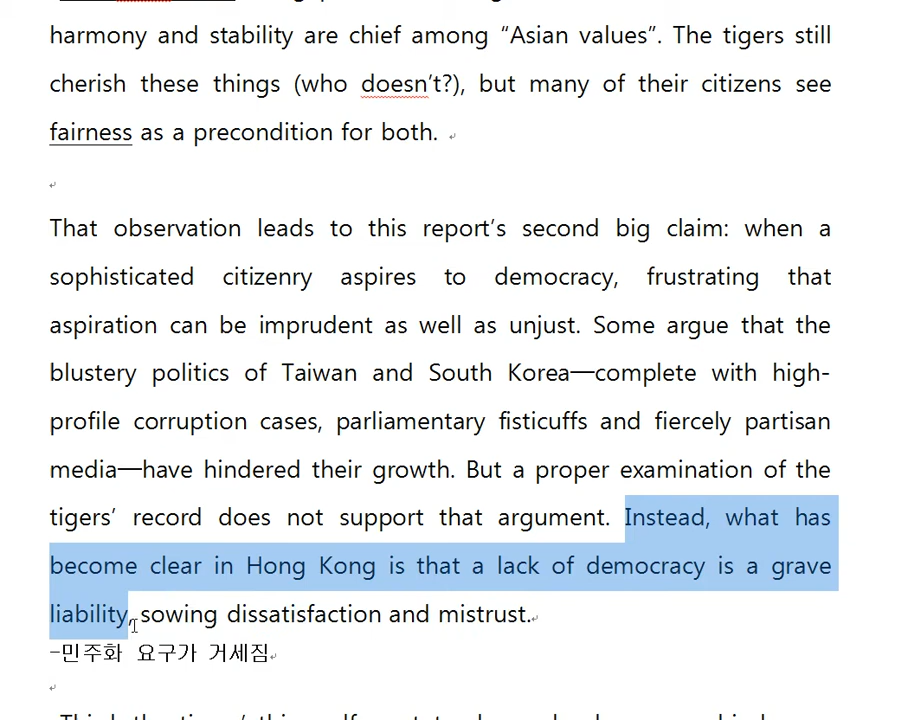 harmony and stability are chief among “Asian values”. The tigers still
cherish these things (who doesn’t?), but many of their citizens see
fairness as a precondition for both.
That observation leads to this report’s second big claim: when a
sophisticated citizenry aspires to democracy, frustrating that
aspiration can be imprudent as well as unjust. Some argue that the
blustery politics of Taiwan and South Korea—complete with high-
profile corruption cases, parliamentary fisticuffs and fiercely partisan
media—have hindered their growth. But a proper examination of the
tigers’ record does not support that argument. Instead, what has
become clear in Hong Kong is that a lack of democracy is a grave
liability, sowing dissatisfaction and mistrust.
-민주화 요구가 거세짐